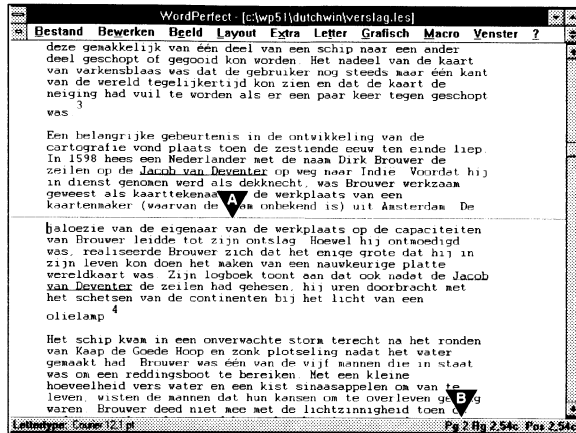 WordPerfect - [c:\wp51\dutchwin\verslag.les]
Bestand Bewerken Beeld Layout Extra Letter Grafisch Macro Venster ?
deze gemakkelijk van één deel van een schip naar een ander
deel geschopt of gegooid kon worden. Het nadeel van de kaart
van varkensblaas was dat de gebruiker nog steeds maar één kant
van de wereld tegelijkertijd kon zien en dat de kaart de
neiging had vuil te worden als er een paar keer tegen geschopt
was 3
Een belangrijke gebeurtenis in de ontwikkeling van de
cartografie vond plaats toen de zestiende eeuw ten einde liep.
In 1598 hees een Nederlander met de naam Dirk Brouwer de
zeilen op de Jacob van Deventer op weg naar Indie Voordat hij
in dienst genomen werd als dekknecht, was Brouwer werkzaam
geweest als de werkplaats van een
kaartenmaker (waarvan de onbekend is) uit Amsterdam De
A
baloezie van de eigenaar van de werkplaats op de capaciteiten
van Brouwer leidde tot zijn ontslag Hoewel hij ontmoedigd
was, realiseerde Brouwer zich dat het enige grote dat hij in
zijn leven kon doen het maken van een nauwkeurige platte
wereldkaart was Zijn logboek toont aan dat ook nadat de Jacob
van Deventer de zeilen had gehesen, hij uren doorbracht met
het schetsen van de continenten bij het licht van een
olielamp 4
Het schip kwam in een onverwachte storm terecht na het ronden
van Kaap de Goede Hoop en zonk plotseling nadat het water
gemaakt had Brouwer was één van de vijf mannen die in staat
was om een reddingsboot te bereiken Met een kleine
hoeveelheid vers water en een kist sinaasappelen om van te
leven, wisten de mannen dat hun kansen om te overleven
waren Brouwer deed niet mee met de lichtzinnigheid toen
B
Lettertype: Courier 12,1 pt Pg 2 Rg 2,54c Pos 2,54c